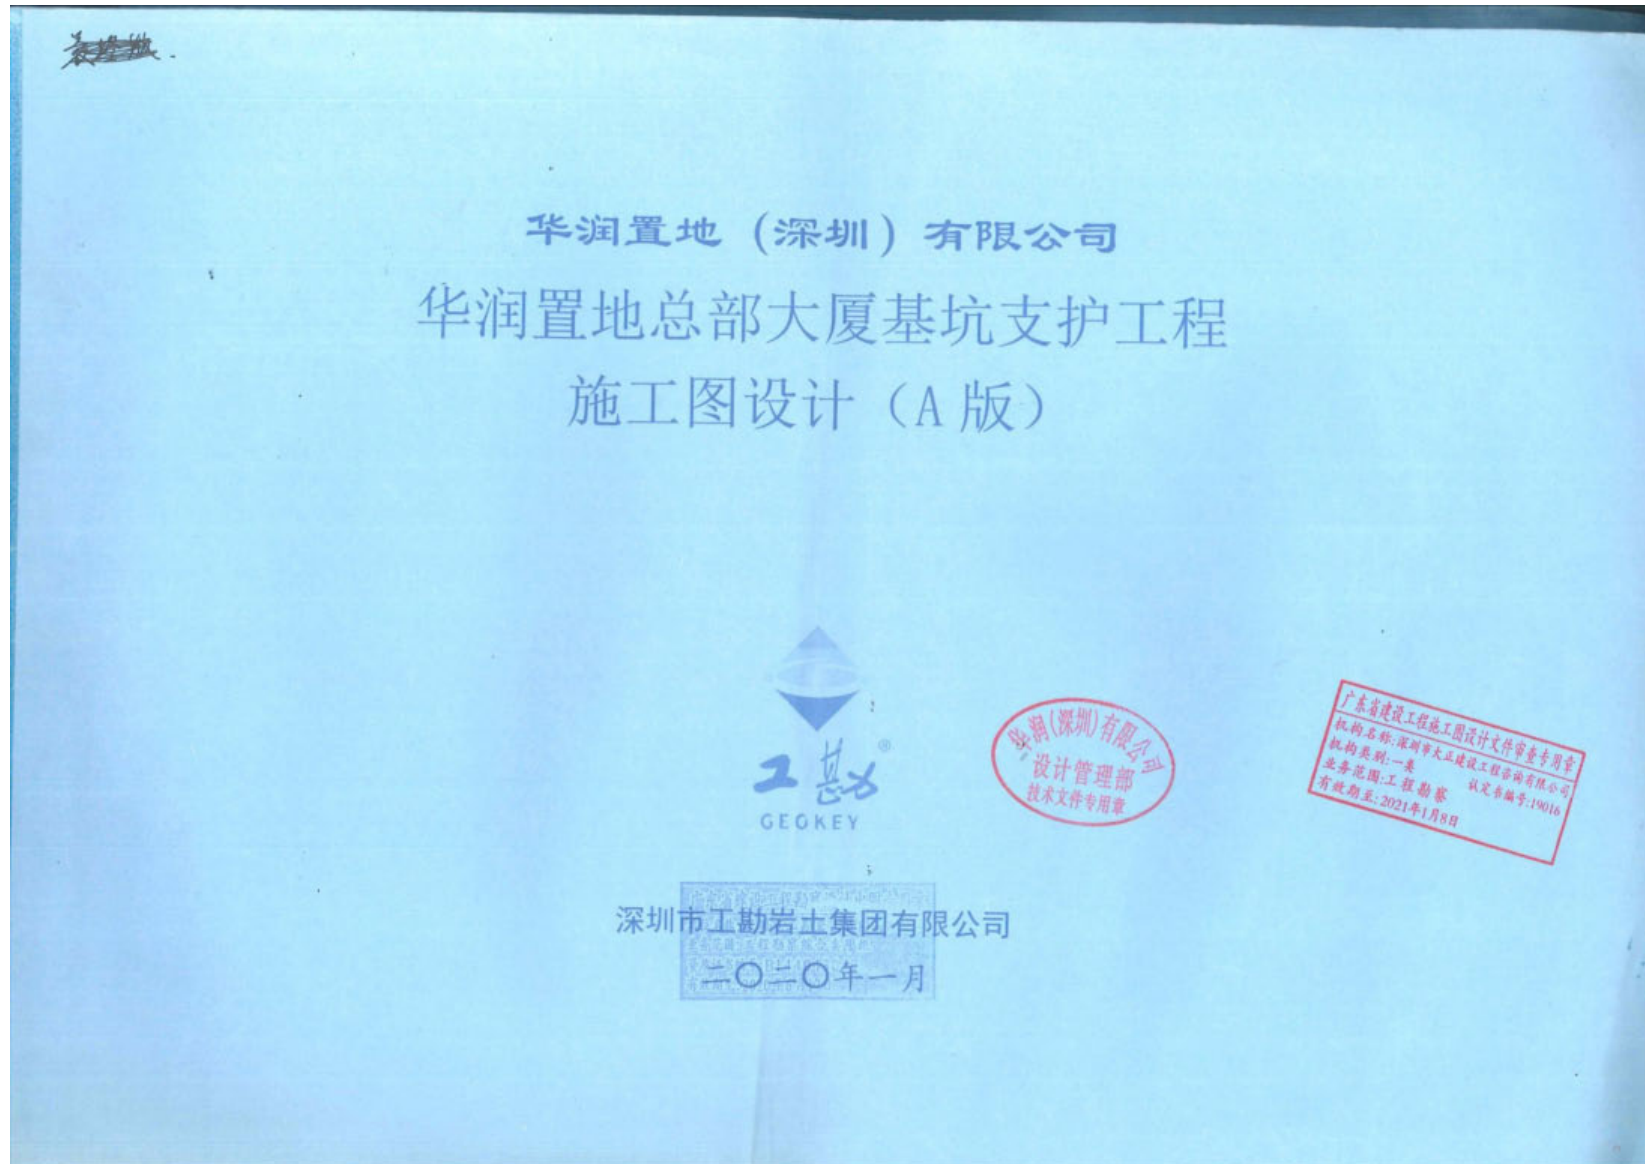 华润置地（深圳）有限公司
华润置地总部大厦基坑支护工程
施工图设计（A版）
工勘®
GEOKEY
华润(深圳)有限公司
设计管理部
技术文件专用章
广东省建设工程施工图设计文件审查专用章
机构名称:深圳市大正建设工程咨询有限公司
机构类别:一类 认定书编号:19016
业务范围:工程勘察
有效期至:2021年1月8日
深圳市工勘岩土集团有限公司
二〇二〇年一月